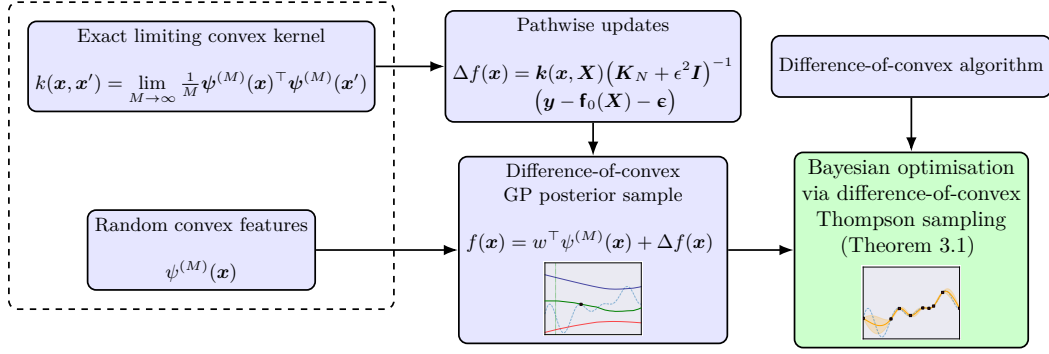 Exact limiting convex kernel
k(x, x′) = lim_{M→∞} 1/M ψ^{(M)}(x)^⊤ ψ^{(M)}(x′)
Pathwise updates
Δf(x) = k(x, X)(K_N + ϵ²I)^{−1}
(y − f₀(X) − ϵ)
Difference-of-convex algorithm
Random convex features
ψ^{(M)}(x)
Difference-of-convex
GP posterior sample
f(x) = w^⊤ψ^{(M)}(x) + Δf(x)
Bayesian optimisation
via difference-of-convex
Thompson sampling
(Theorem 3.1)